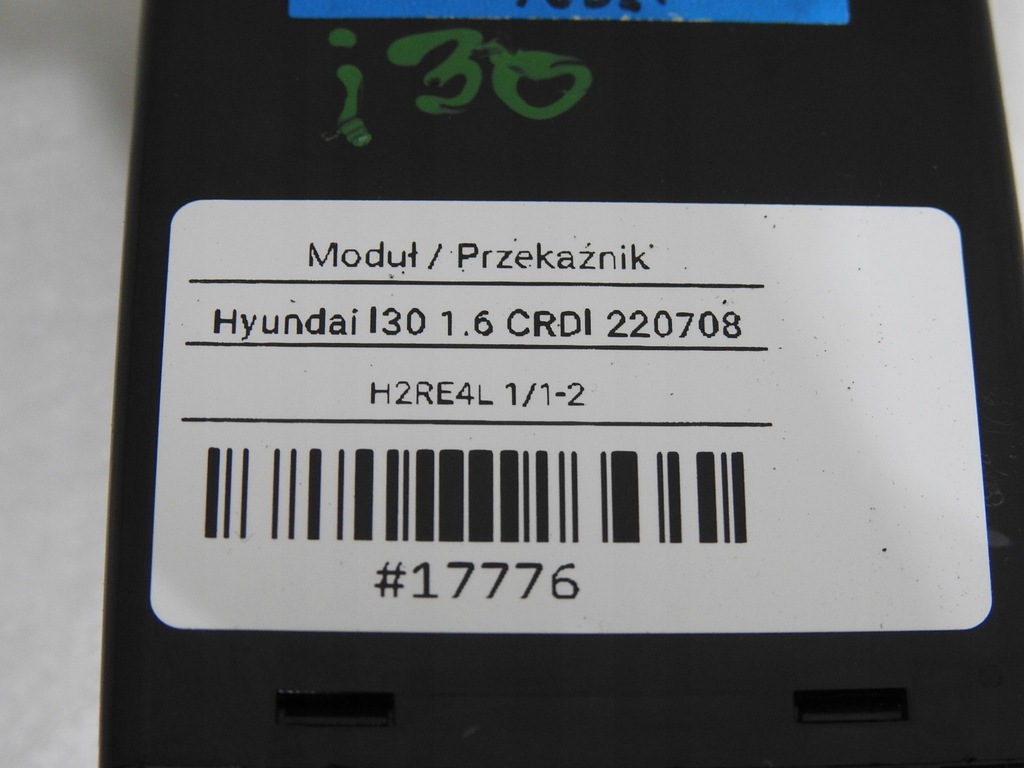 i30
Moduł / Przekaźnik
Hyundai I30 1.6 CRDI 220708
H2RE4L 1/1-2
#17776